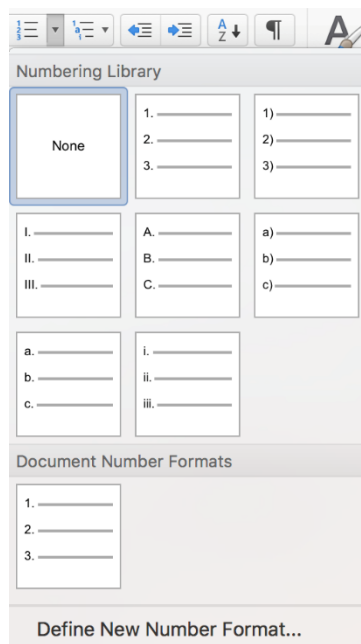 Numbering Library
None
1.
2.
3.
1)
2)
3)
I.
II.
III.
A.
B.
C.
a)
b)
c)
a.
b.
c.
i.
ii.
iii.
Document Number Formats
1.
2.
3.
Define New Number Format...